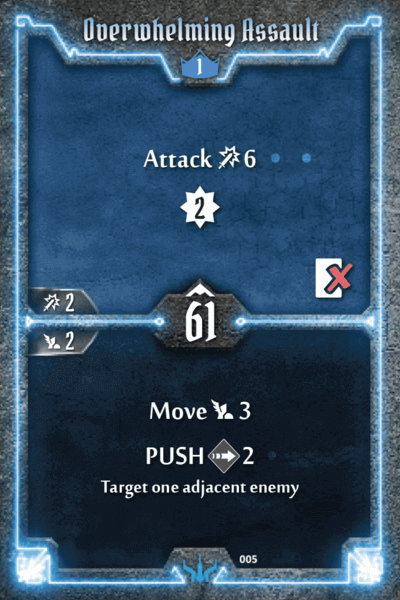 Overwhelming Assault
1
Attack 6
2
2
61
2
Move 3
PUSH 2
Target one adjacent enemy
005